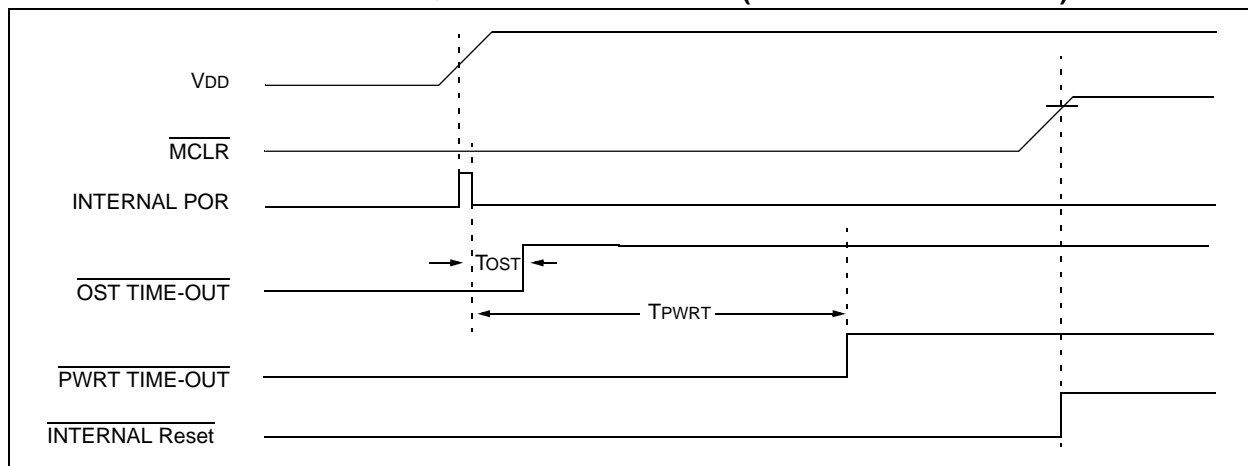 VDD
MCLR
INTERNAL POR
TOST
OST TIME-OUT
TPWRT
PWRT TIME-OUT
INTERNAL Reset